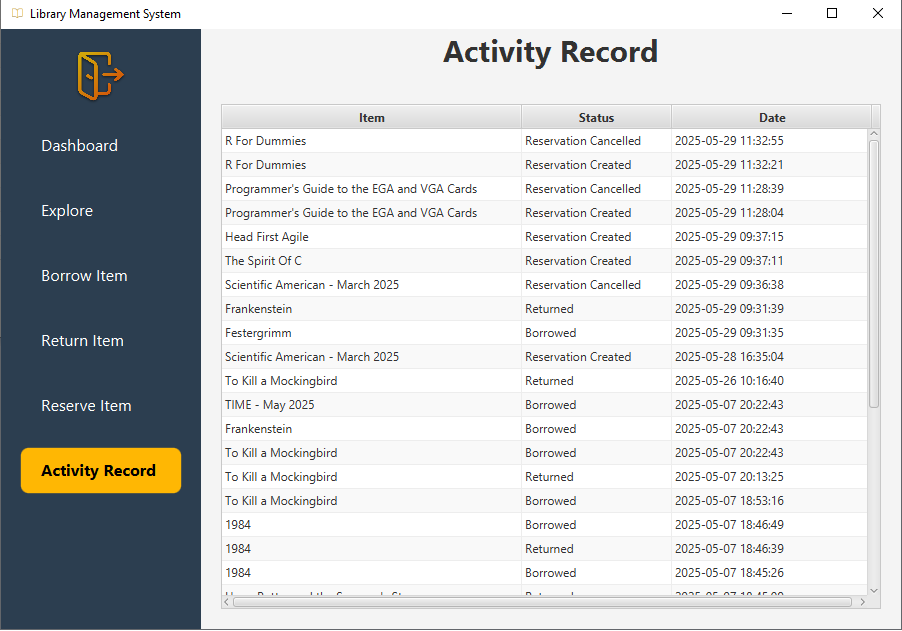 Library Management System
Activity Record
Dashboard
Explore
Borrow Item
Return Item
Reserve Item
Activity Record
Item Status Date
R For Dummies Reservation Cancelled 2025-05-29 11:32:55
R For Dummies Reservation Created 2025-05-29 11:32:21
Programmer's Guide to the EGA and VGA Cards Reservation Cancelled 2025-05-29 11:28:39
Programmer's Guide to the EGA and VGA Cards Reservation Created 2025-05-29 11:28:04
Head First Agile Reservation Created 2025-05-29 09:37:15
The Spirit Of C Reservation Created 2025-05-29 09:37:11
Scientific American - March 2025 Reservation Cancelled 2025-05-29 09:36:38
Frankenstein Returned 2025-05-29 09:31:39
Festergrimm Borrowed 2025-05-29 09:31:35
Scientific American - March 2025 Reservation Created 2025-05-28 16:35:04
To Kill a Mockingbird Returned 2025-05-26 10:16:40
TIME - May 2025 Borrowed 2025-05-07 20:22:43
Frankenstein Borrowed 2025-05-07 20:22:43
To Kill a Mockingbird Borrowed 2025-05-07 20:22:43
To Kill a Mockingbird Returned 2025-05-07 20:13:25
To Kill a Mockingbird Borrowed 2025-05-07 18:53:16
1984 Borrowed 2025-05-07 18:46:49
1984 Returned 2025-05-07 18:46:39
1984 Borrowed 2025-05-07 18:45:26